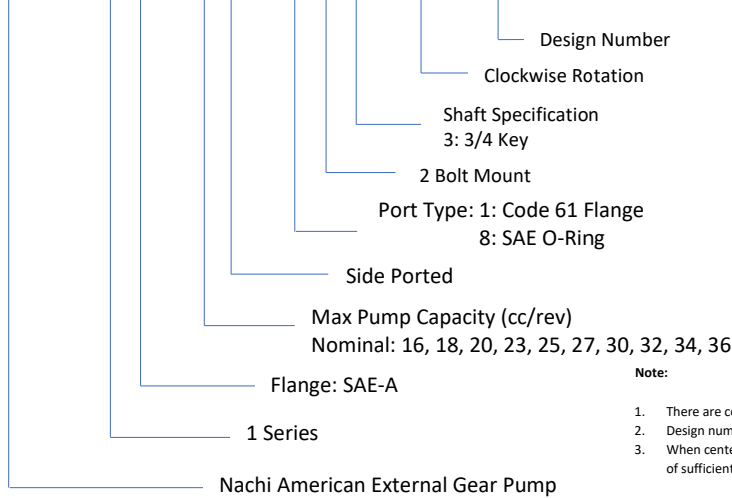 Design Number
Clockwise Rotation
Shaft Specification
3: 3/4 Key
2 Bolt Mount
Port Type: 1: Code 61 Flange
8: SAE O-Ring
Side Ported
Max Pump Capacity (cc/rev)
Nominal: 16, 18, 20, 23, 25, 27, 30, 32, 34, 36
Note:
Flange: SAE-A
1. There are
2. Design
3. When
of
1 Series
Nachi American External Gear Pump